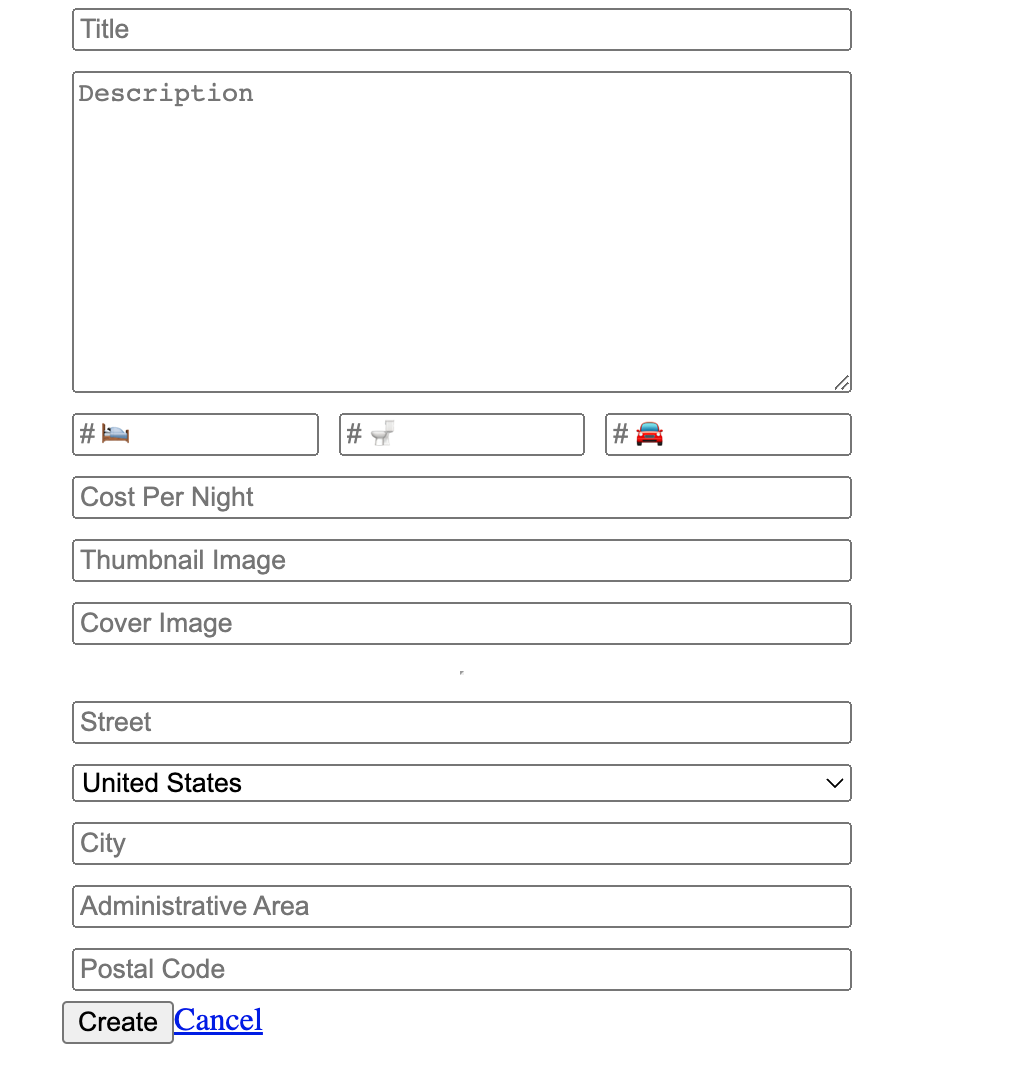 Title
Description
# 🛏️ # 🚽 # 🚘
Cost Per Night
Thumbnail Image
Cover Image
Street
United States
City
Administrative Area
Postal Code
Create Cancel